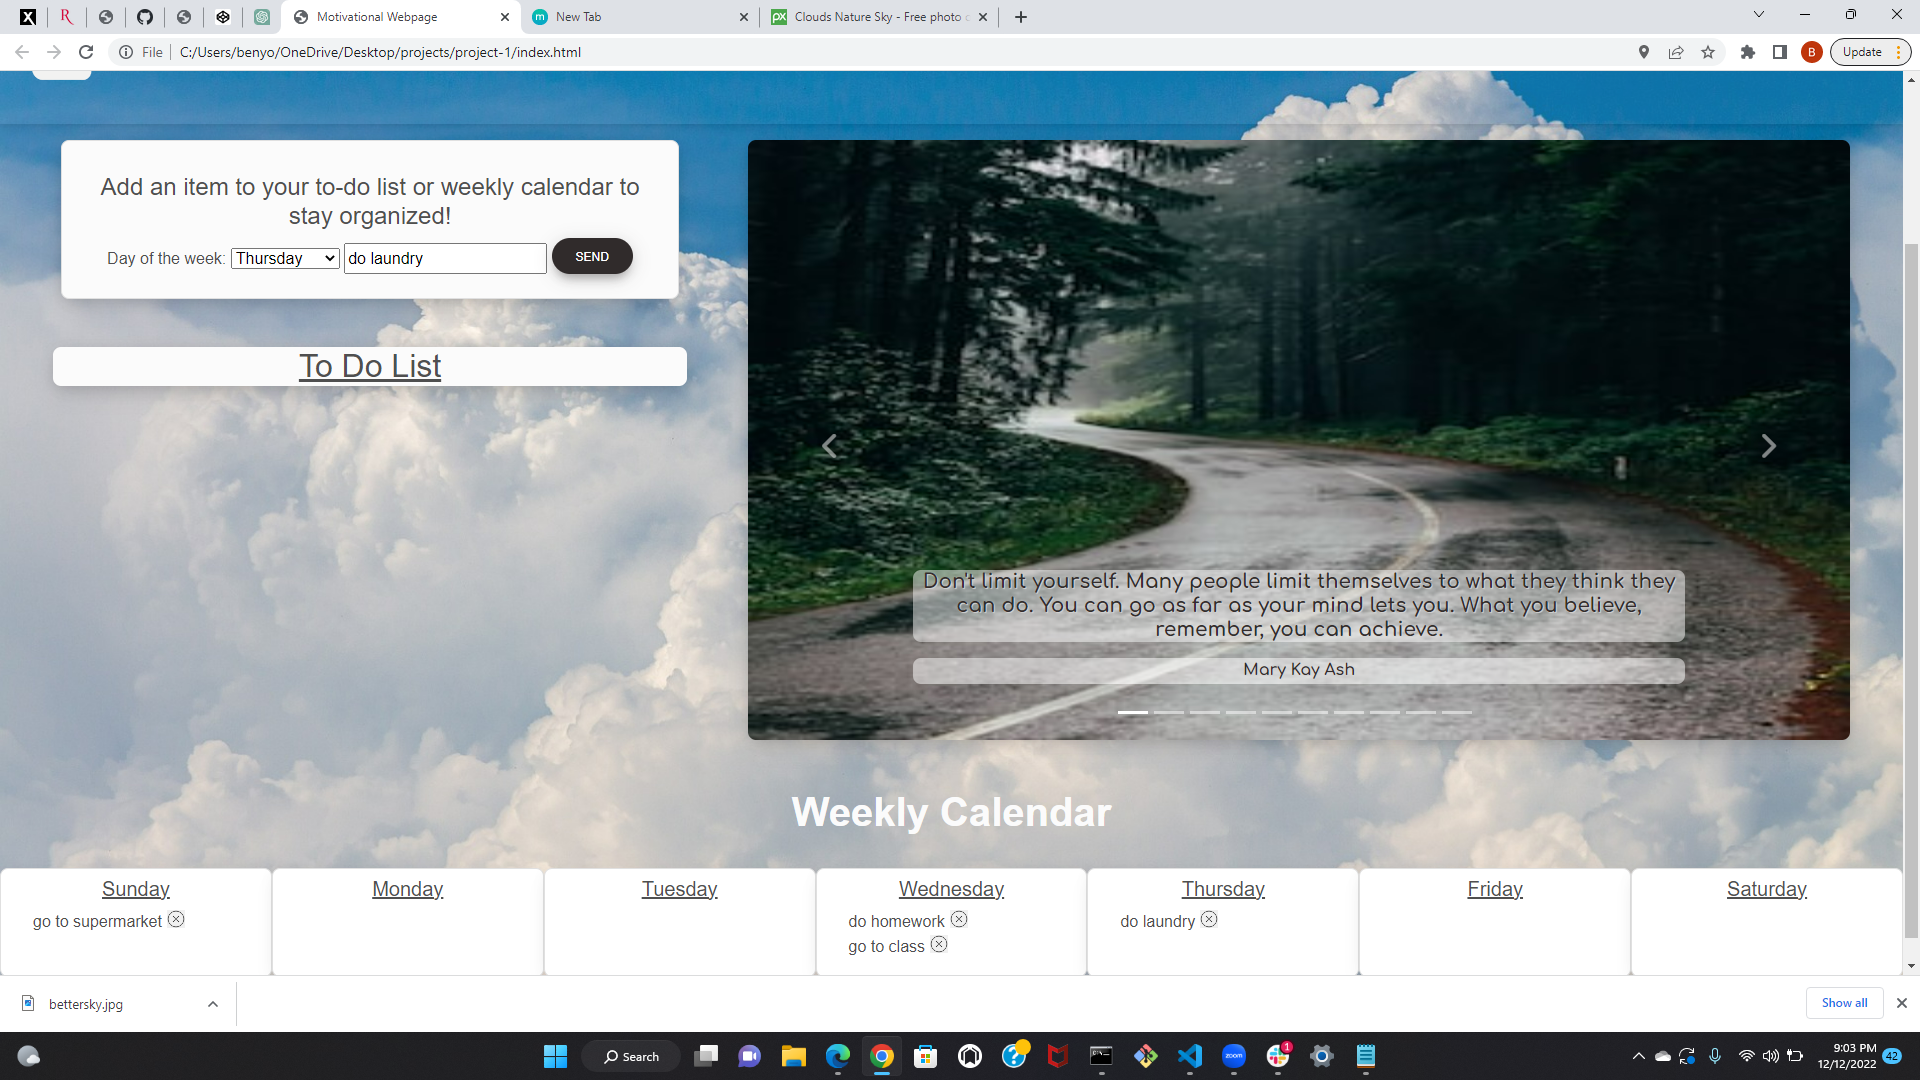 Motivational Webpage
New Tab
Clouds Nature Sky - Free photo
File
C:/Users/benyo/OneDrive/Desktop/projects/project-1/index.html
B
Update
Add an item to your to-do list or weekly calendar to
stay organized!
Day of the week: Thursday do laundry SEND
To Do List
Don't limit yourself. Many people limit themselves to what they think they
can do. You can go as far as your mind lets you. What you believe,
remember, you can achieve.
Mary Kay Ash
Weekly Calendar
Sunday
go to supermarket
Monday
Tuesday
Wednesday
do homework
go to class
Thursday
do laundry
Friday
Saturday
bettersky.jpg
Show all
Search
zoom
1
9:03 PM
12/12/2022
42